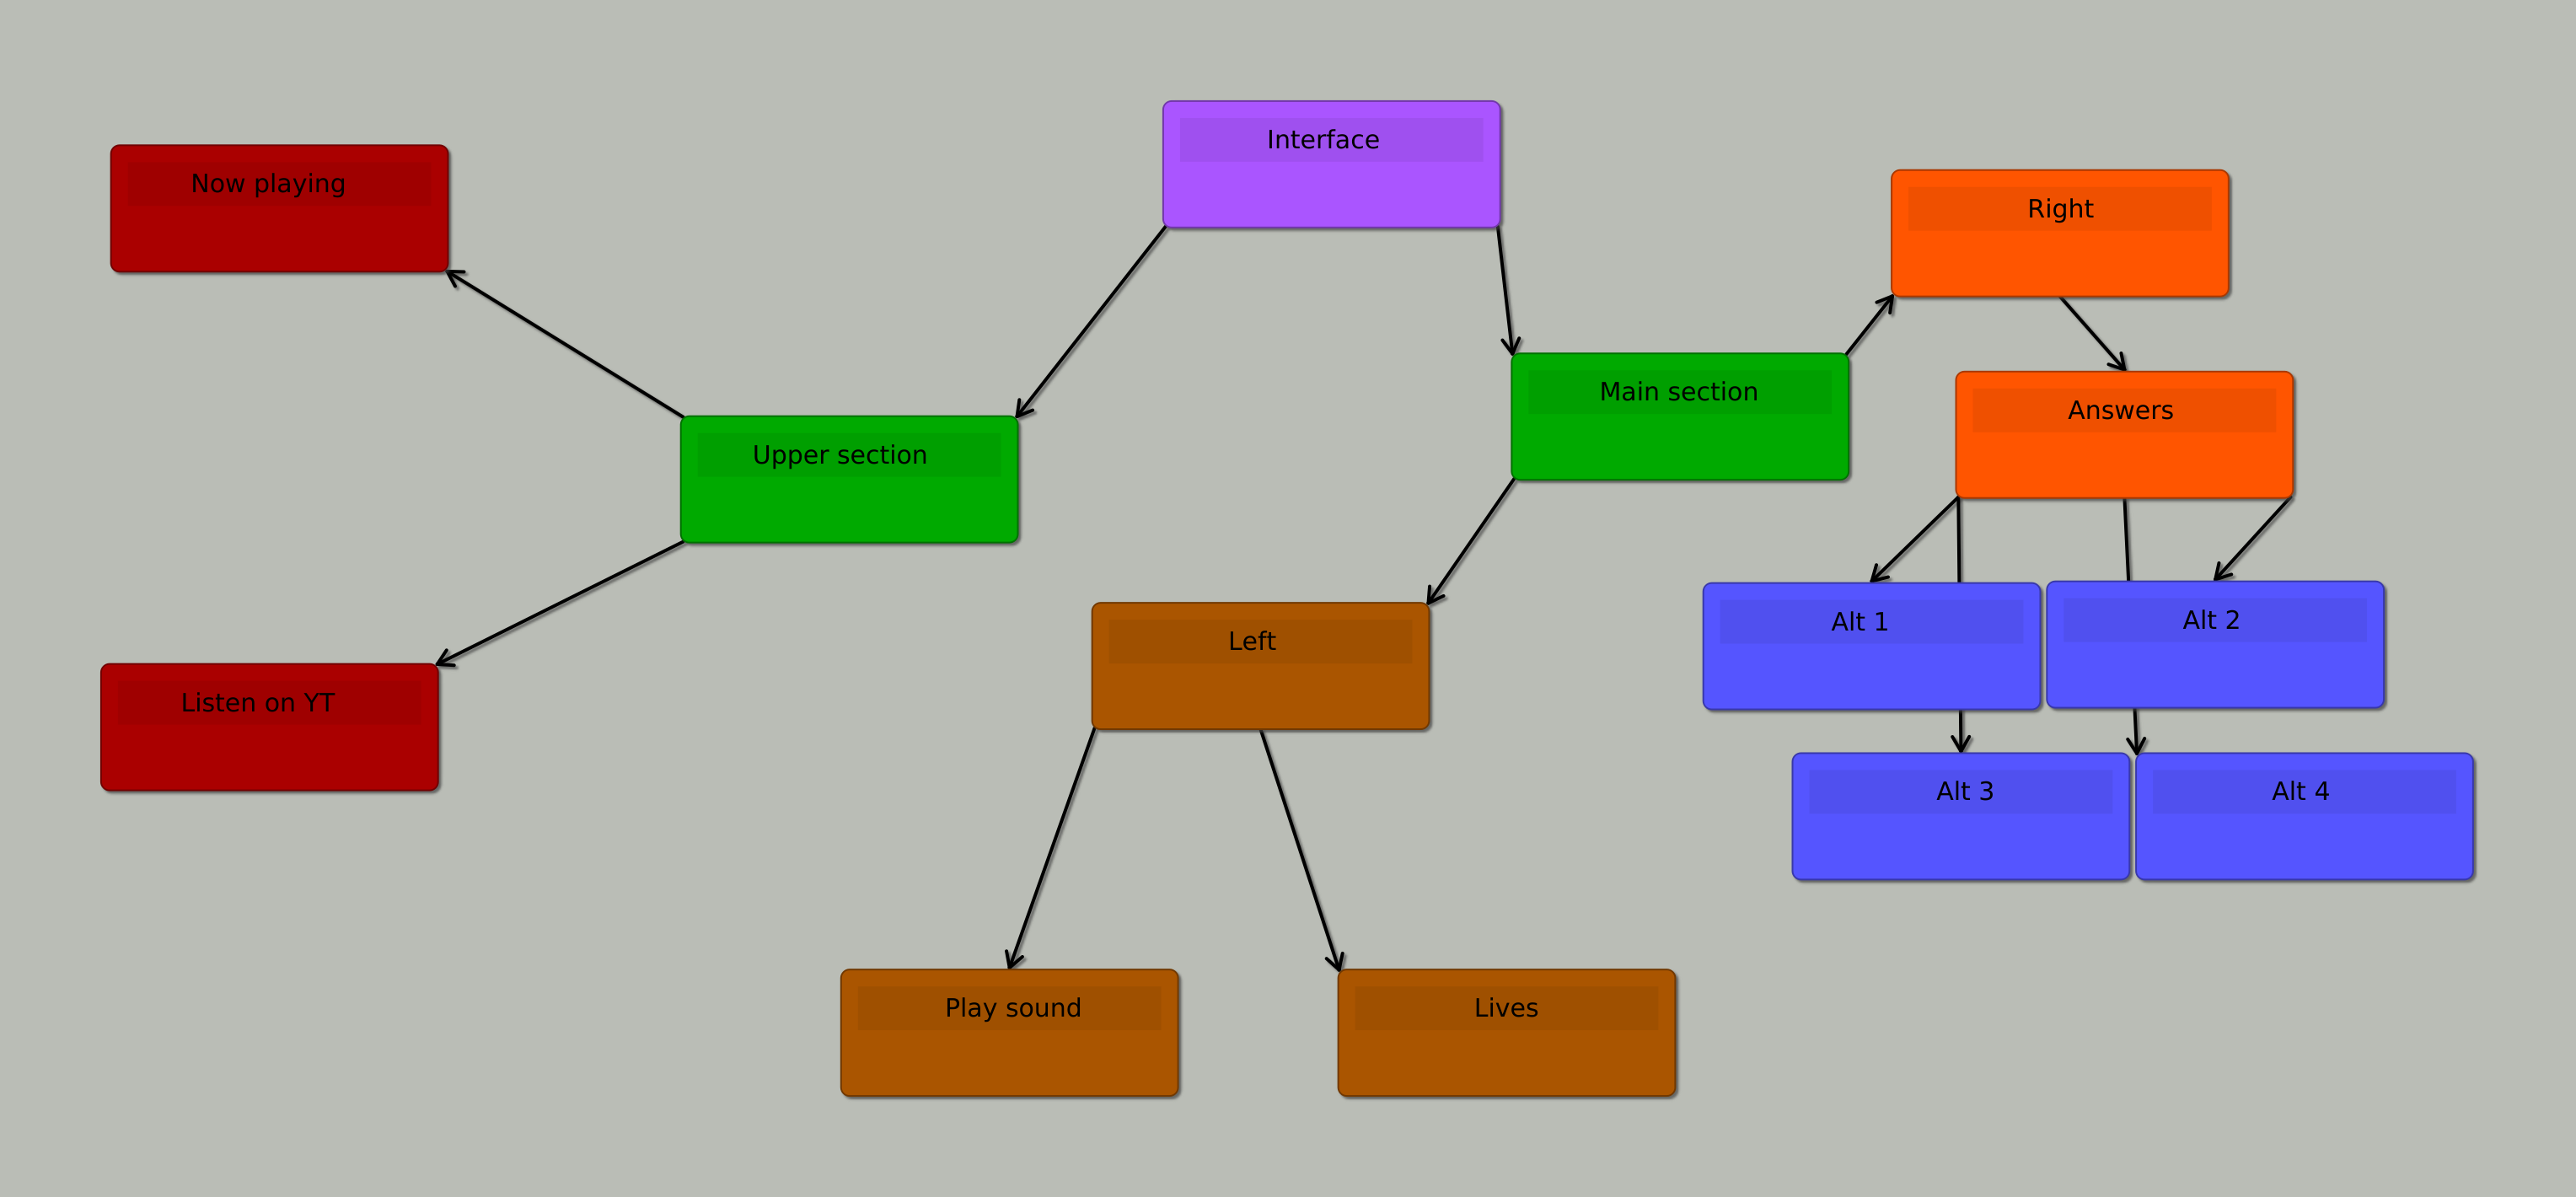 Interface
Now playing
Right
Main section
Answers
Upper section
Alt 1
Alt 2
Left
Listen on YT
Alt 3
Alt 4
Play sound
Lives